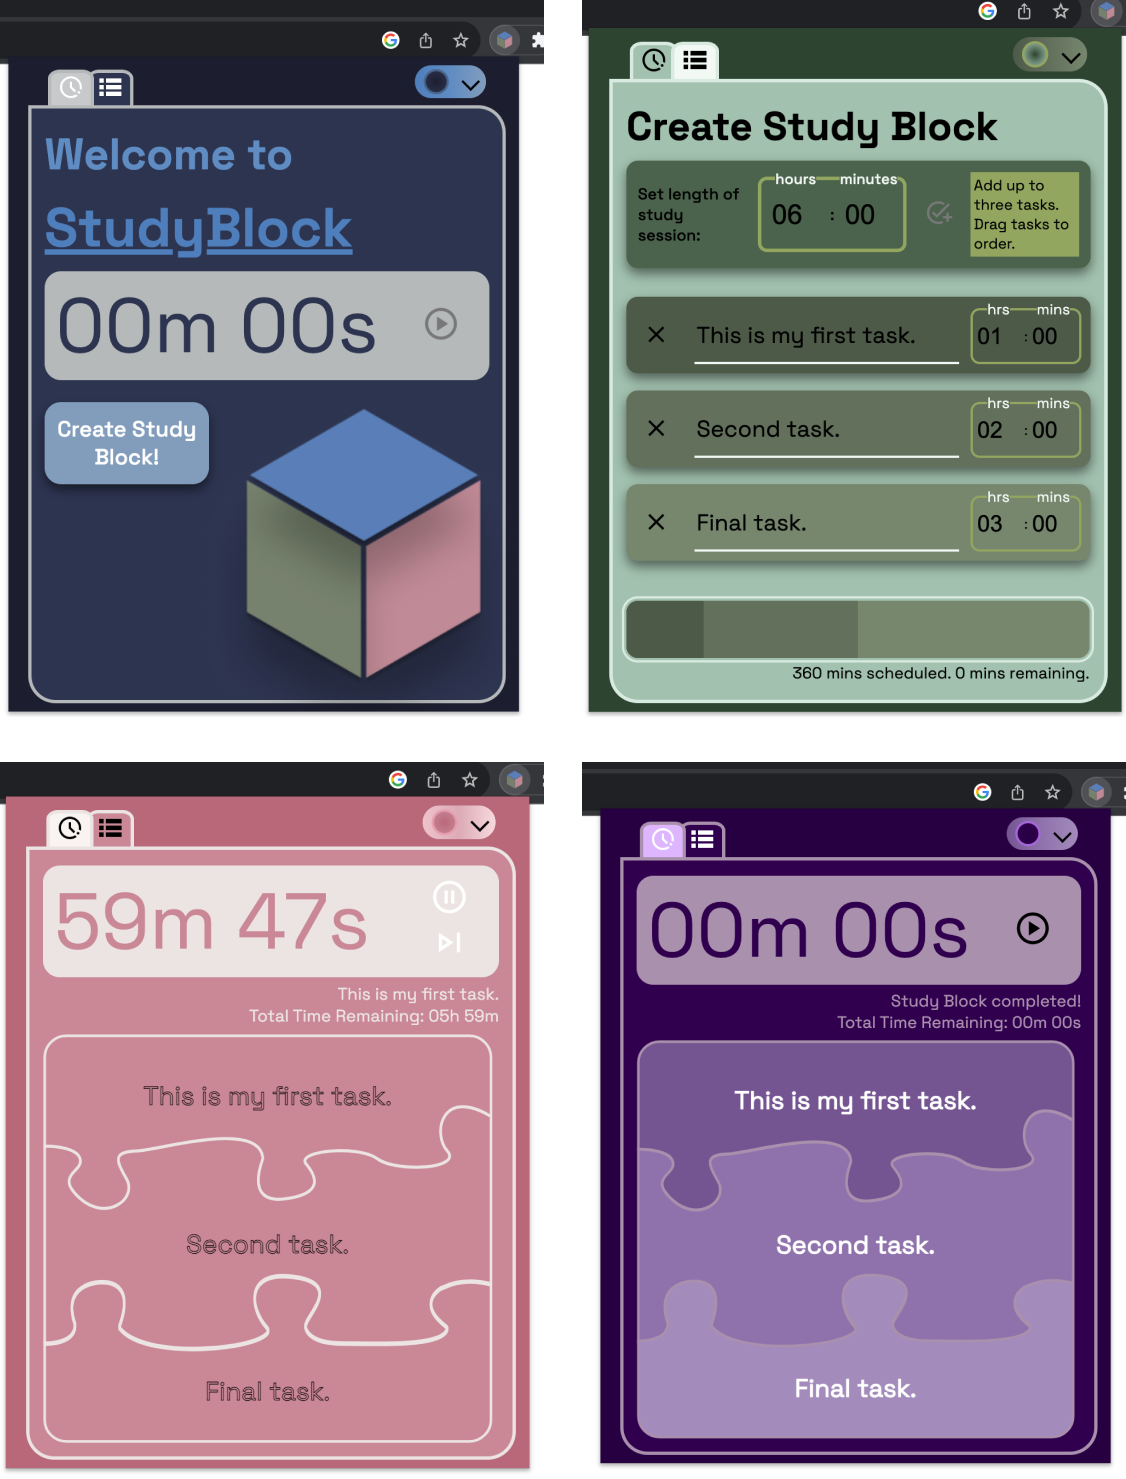 Welcome to
StudyBlock
00m 00s
Create Study
Block!
Create Study Block
Set length of
study
session:
hours minutes
06 : 00
Add up to
three tasks.
Drag tasks to
order.
This is my first task.
hrs mins
01 : 00
Second task.
hrs mins
02 : 00
Final task.
hrs mins
03 : 00
360 mins scheduled. 0 mins remaining.
59m 47s
This is my first task.
Total Time Remaining: 05h 59m
This is my first task.
Second task.
Final task.
00m 00s
Study Block completed!
Total Time Remaining: 00m 00s
This is my first task.
Second task.
Final task.